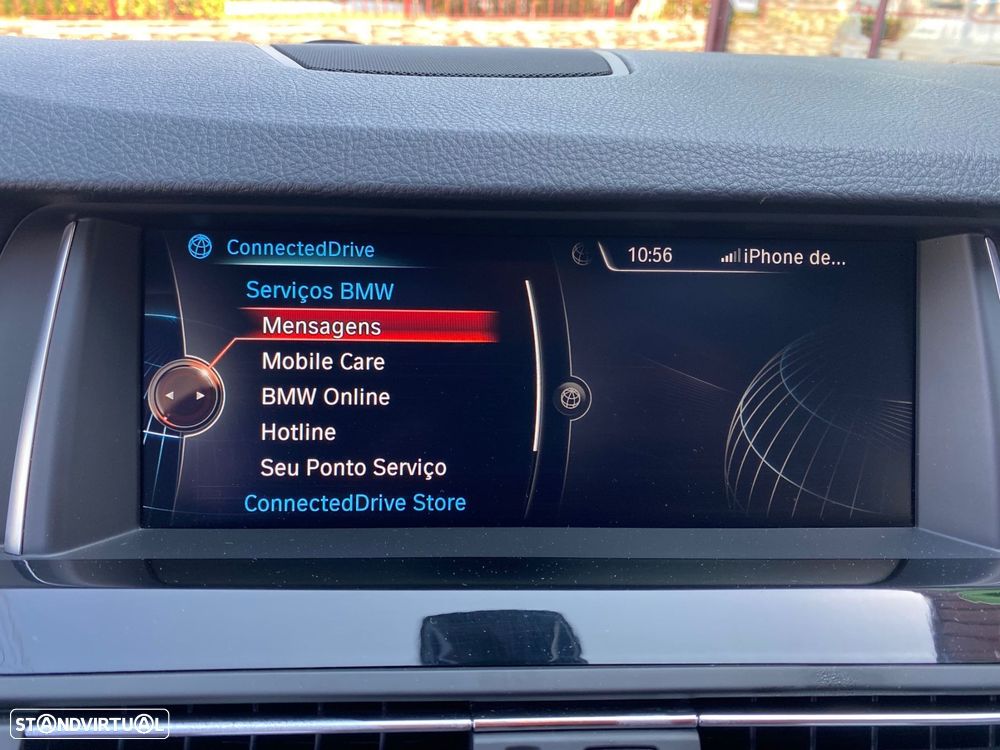 ConnectedDrive
10:56
iPhone de...
Serviços BMW
Mensagens
Mobile Care
BMW Online
Hotline
Seu Ponto Serviço
ConnectedDrive Store
STANDVIRTUAL